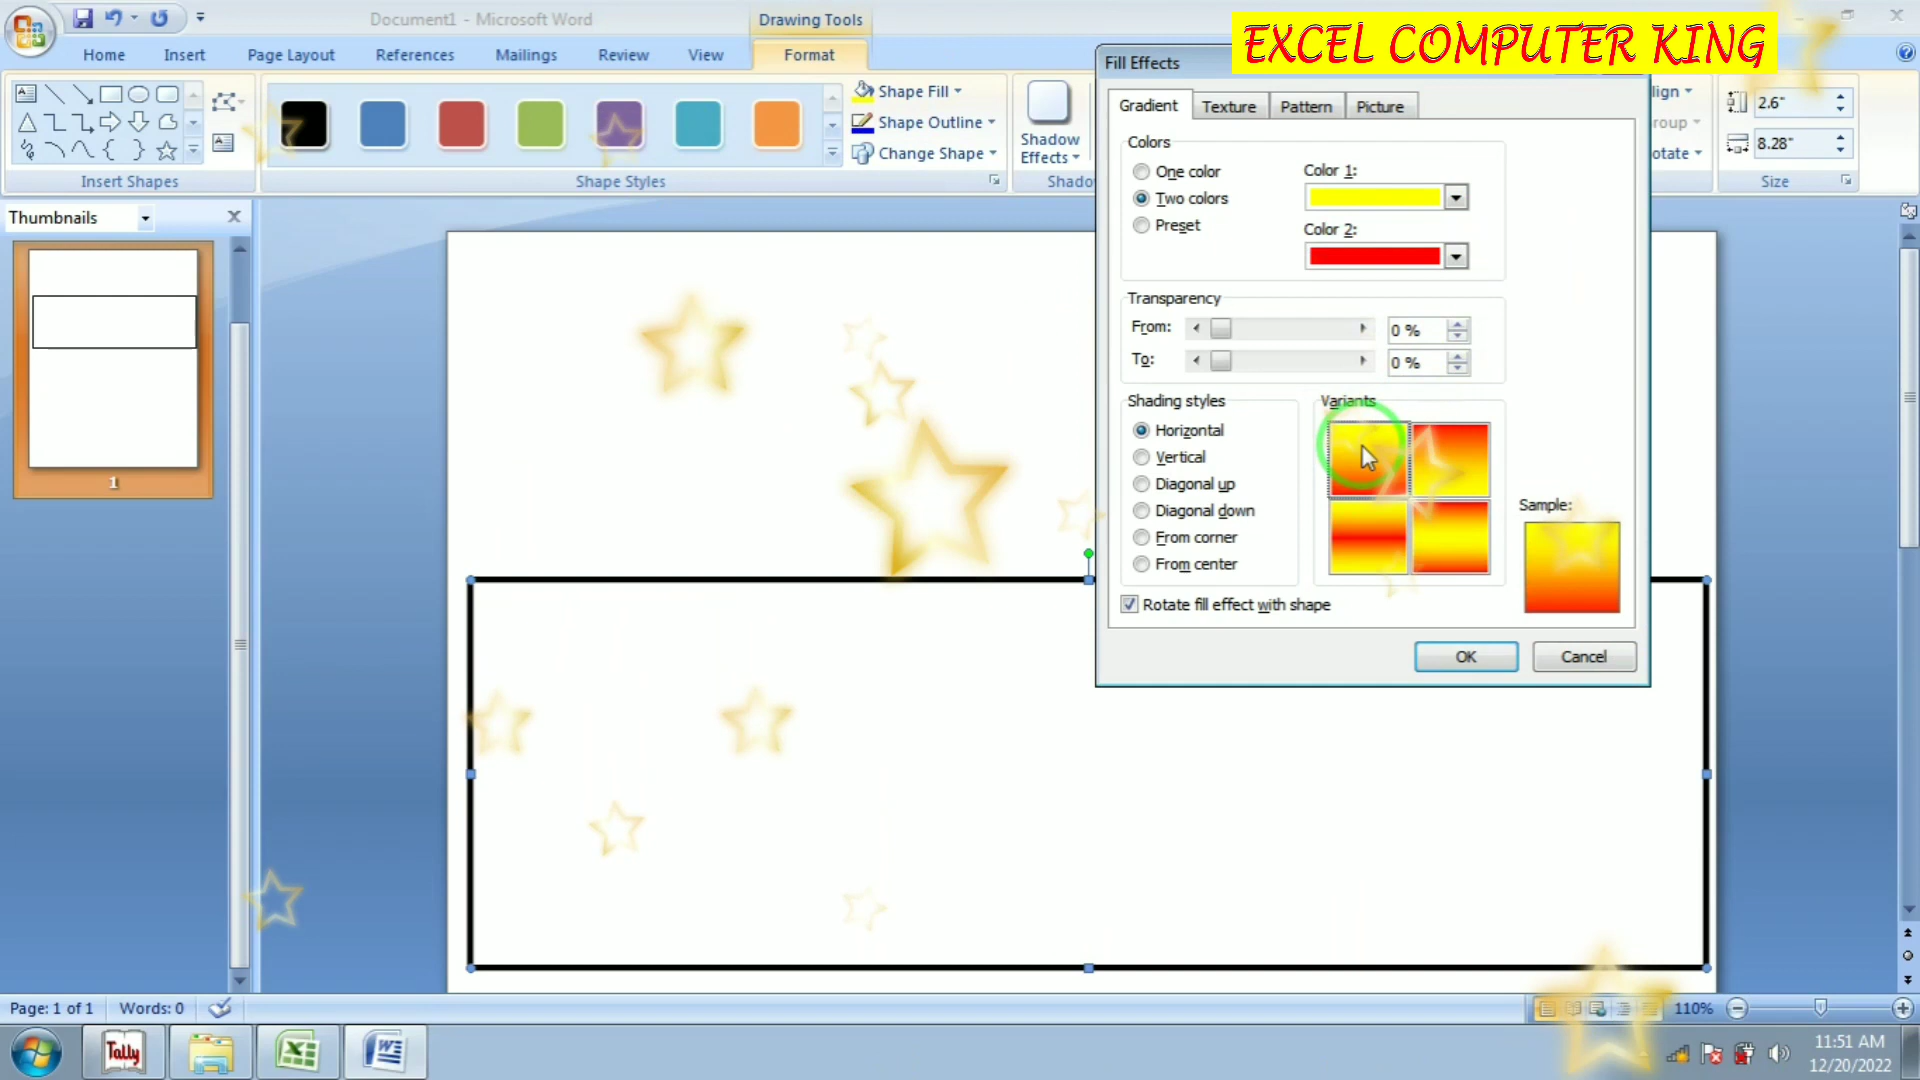 Document1 - Microsoft Word
Drawing Tools
EXCEL COMPUTER KING
Home
Insert
Page Layout
References
Mailings
Review
View
Format
Shape Fill
Shape Outline
Change Shape
Shadow
Effects
Insert Shapes
Shape Styles
2.6"
8.28"
Size
Thumbnails
1
Fill Effects
Gradient
Texture
Pattern
Picture
Colors
One color
Two colors
Preset
Color 1:
Color 2:
Transparency
From:
0 %
To:
0 %
Shading styles
Horizontal
Vertical
Diagonal up
Diagonal down
From corner
From center
Variants
Sample:
Rotate fill effect with shape
OK
Cancel
Page: 1 of 1
Words: 0
110%
Tally
11:51 AM
12/20/2022